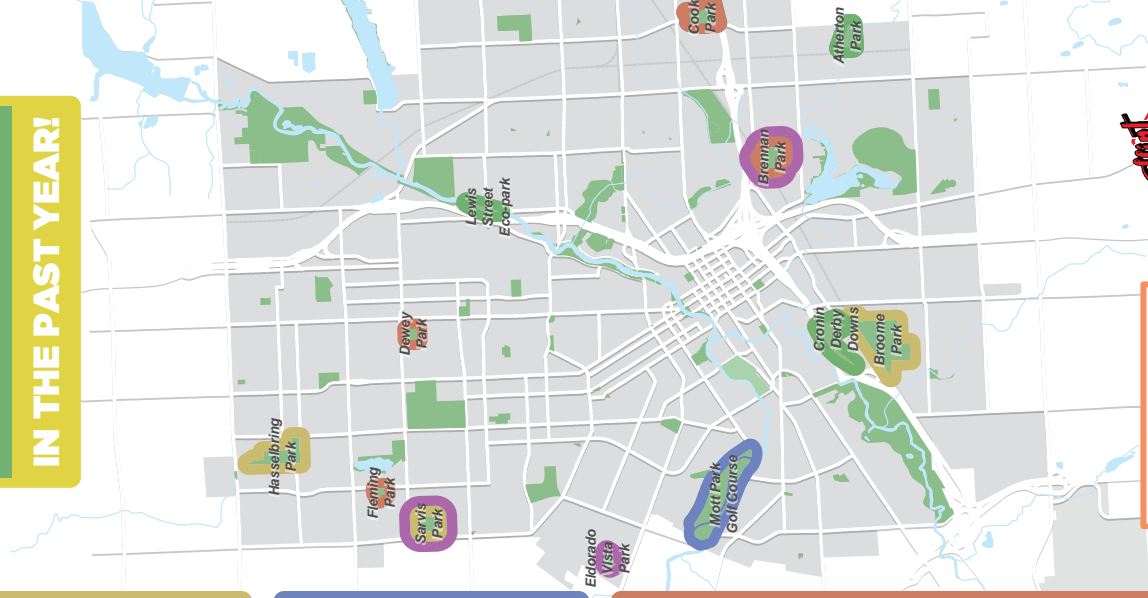 IN THE PAST YEAR!
Cook
Park
Atherton
Park
Brennan
Park
Lewis
Street
Eco-park
Dewey
Park
Cronin
Derby
Downs
Broome
Park
Hasselbring
Park
Fleming
Park
Sarvis
Park
Mott Park
Golf Course
Eldorado
Vista
Park